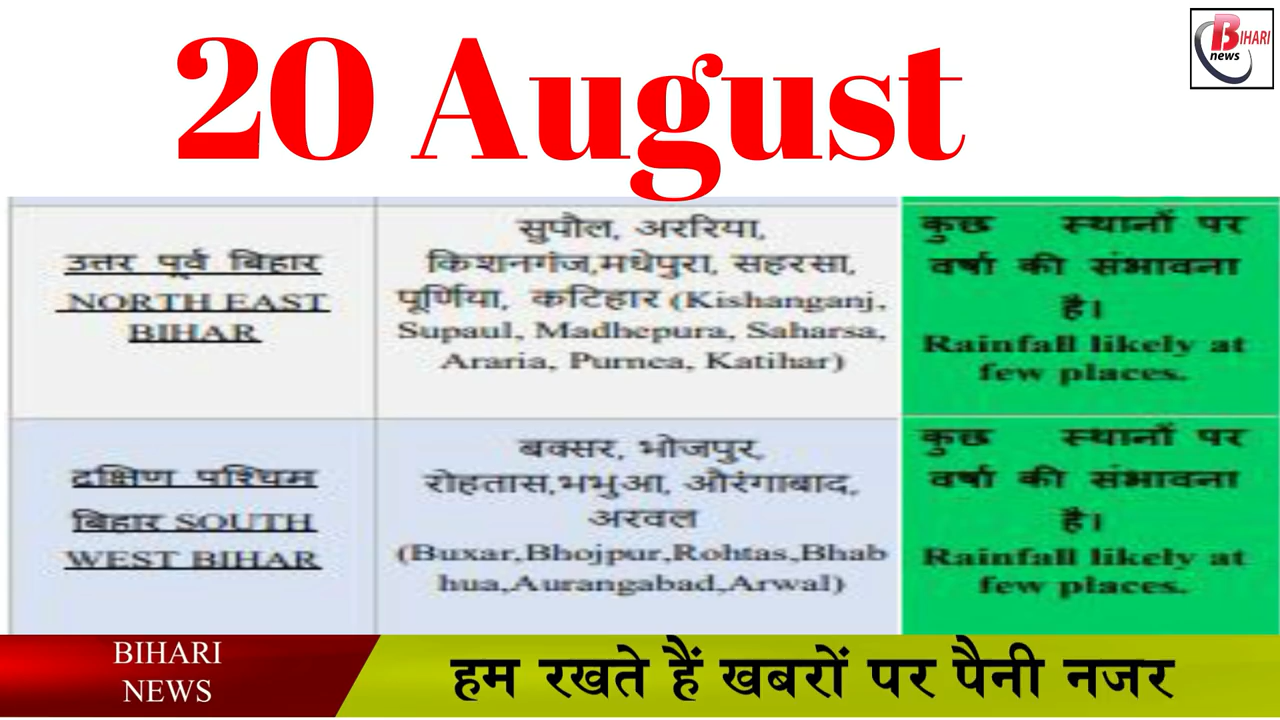 20 August
BIHARI
news
उत्तर पूर्व बिहार
NORTH EAST
BIHAR
सुपौल, अररिया,
किशनगंज,मधेपुरा, सहरसा,
पूर्णिया, कटिहार (Kishanganj,
Supaul, Madhepura, Saharsa,
Araria, Purnea, Katihar)
कुछ स्थानों पर
वर्षा की संभावना
है।
Rainfall likely at
few places.
दक्षिण पश्चिम
बिहार SOUTH
WEST BIHAR
बक्सर, भोजपुर,
रोहतास,भभुआ, औरंगाबाद,
अरवल
(Buxar,Bhojpur,Rohtas,Bhab
hua,Aurangabad,Arwal)
कुछ स्थानों पर
वर्षा की संभावना
है।
Rainfall likely at
few places.
BIHARI
NEWS
हम रखते हैं खबरों पर पैनी नजर